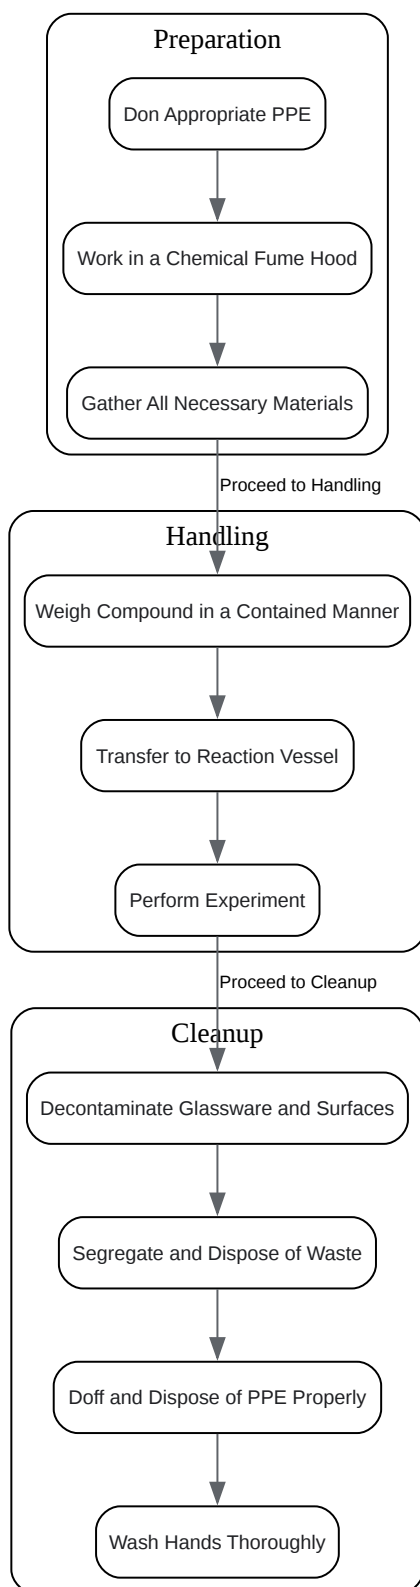 Preparation
Don Appropriate PPE
Work in a Chemical Fume Hood
Gather All Necessary Materials
Proceed to Handling
Handling
Weigh Compound in a Contained Manner
Transfer to Reaction Vessel
Perform Experiment
Proceed to Cleanup
Cleanup
Decontaminate Glassware and Surfaces
Segregate and Dispose of Waste
Doff and Dispose of PPE Properly
Wash Hands Thoroughly